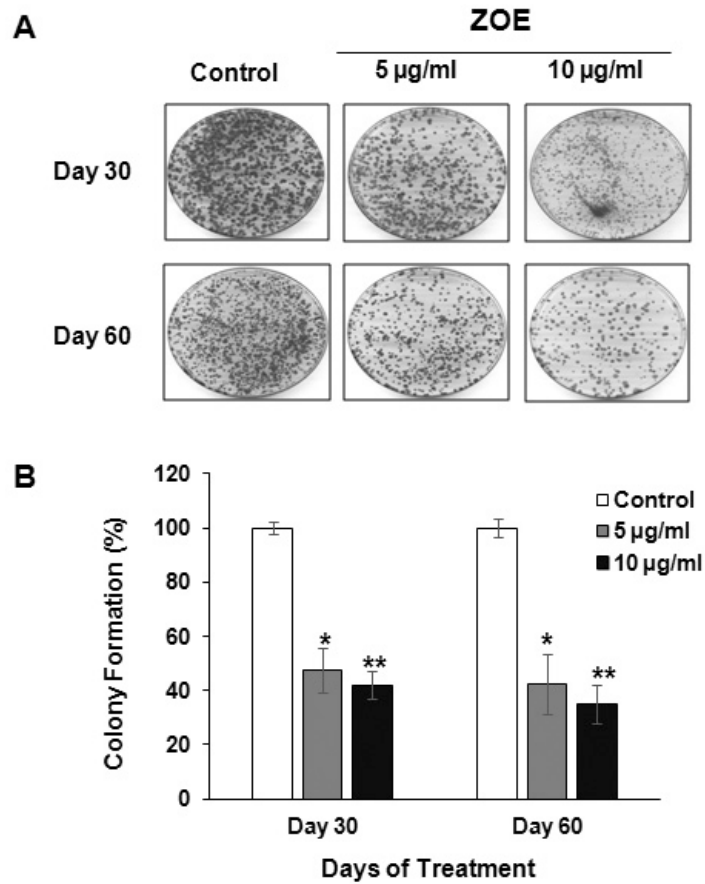 A
ZOE
Control
5 µg/ml
10 µg/ml
Day 30
Day 60
B
120
100
80
60
40
20
0
Colony Formation (%)
Control
5 µg/ml
10 µg/ml
*
**
*
**
Day 30
Day 60
Days of Treatment